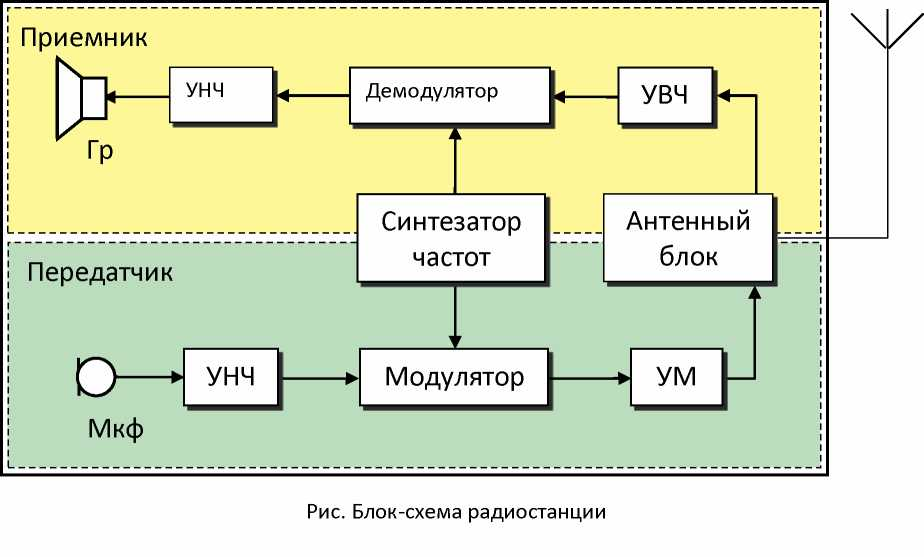 Приемник
УНЧ
Демодулятор
УВЧ
Гр
Синтезатор
частот
Антенный
блок
Передатчик
УНЧ
Модулятор
УМ
Мкф
Рис. Блок-схема радиостанции